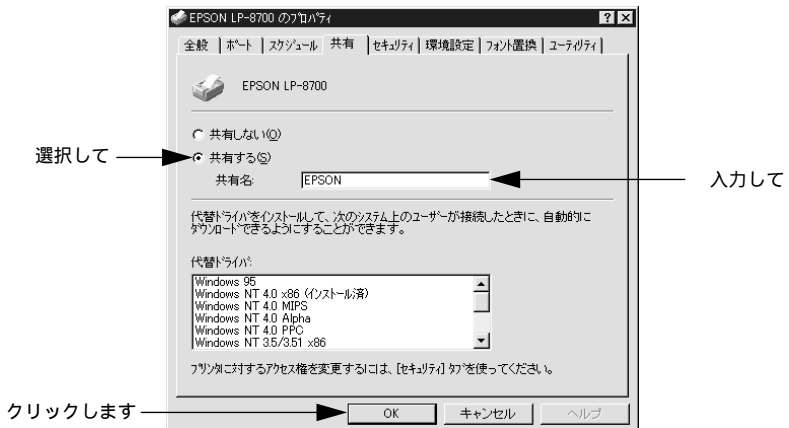 EPSON LP-8700 のプロパティ
全般 ポート スケジュール 共有 セキュリティ 環境設定 フォント置換 ユーティリティ
EPSON LP-8700
共有しない(O)
選択して
共有する(S)
共有名: EPSON
入力して
代替ドライバをインストールして、次のシステム上のユーザーが接続したときに、自動的に
ダウンロードできるようにすることができます。
代替ドライバ:
Windows 95
Windows NT 4.0 x86 (インストール済)
Windows NT 4.0 MIPS
Windows NT 4.0 Alpha
Windows NT 4.0 PPC
Windows NT 3.5/3.51 x86
プリンタに対するアクセス権を変更するには、[セキュリティ] タブを使ってください。
クリックします
OK キャンセル ヘルプ